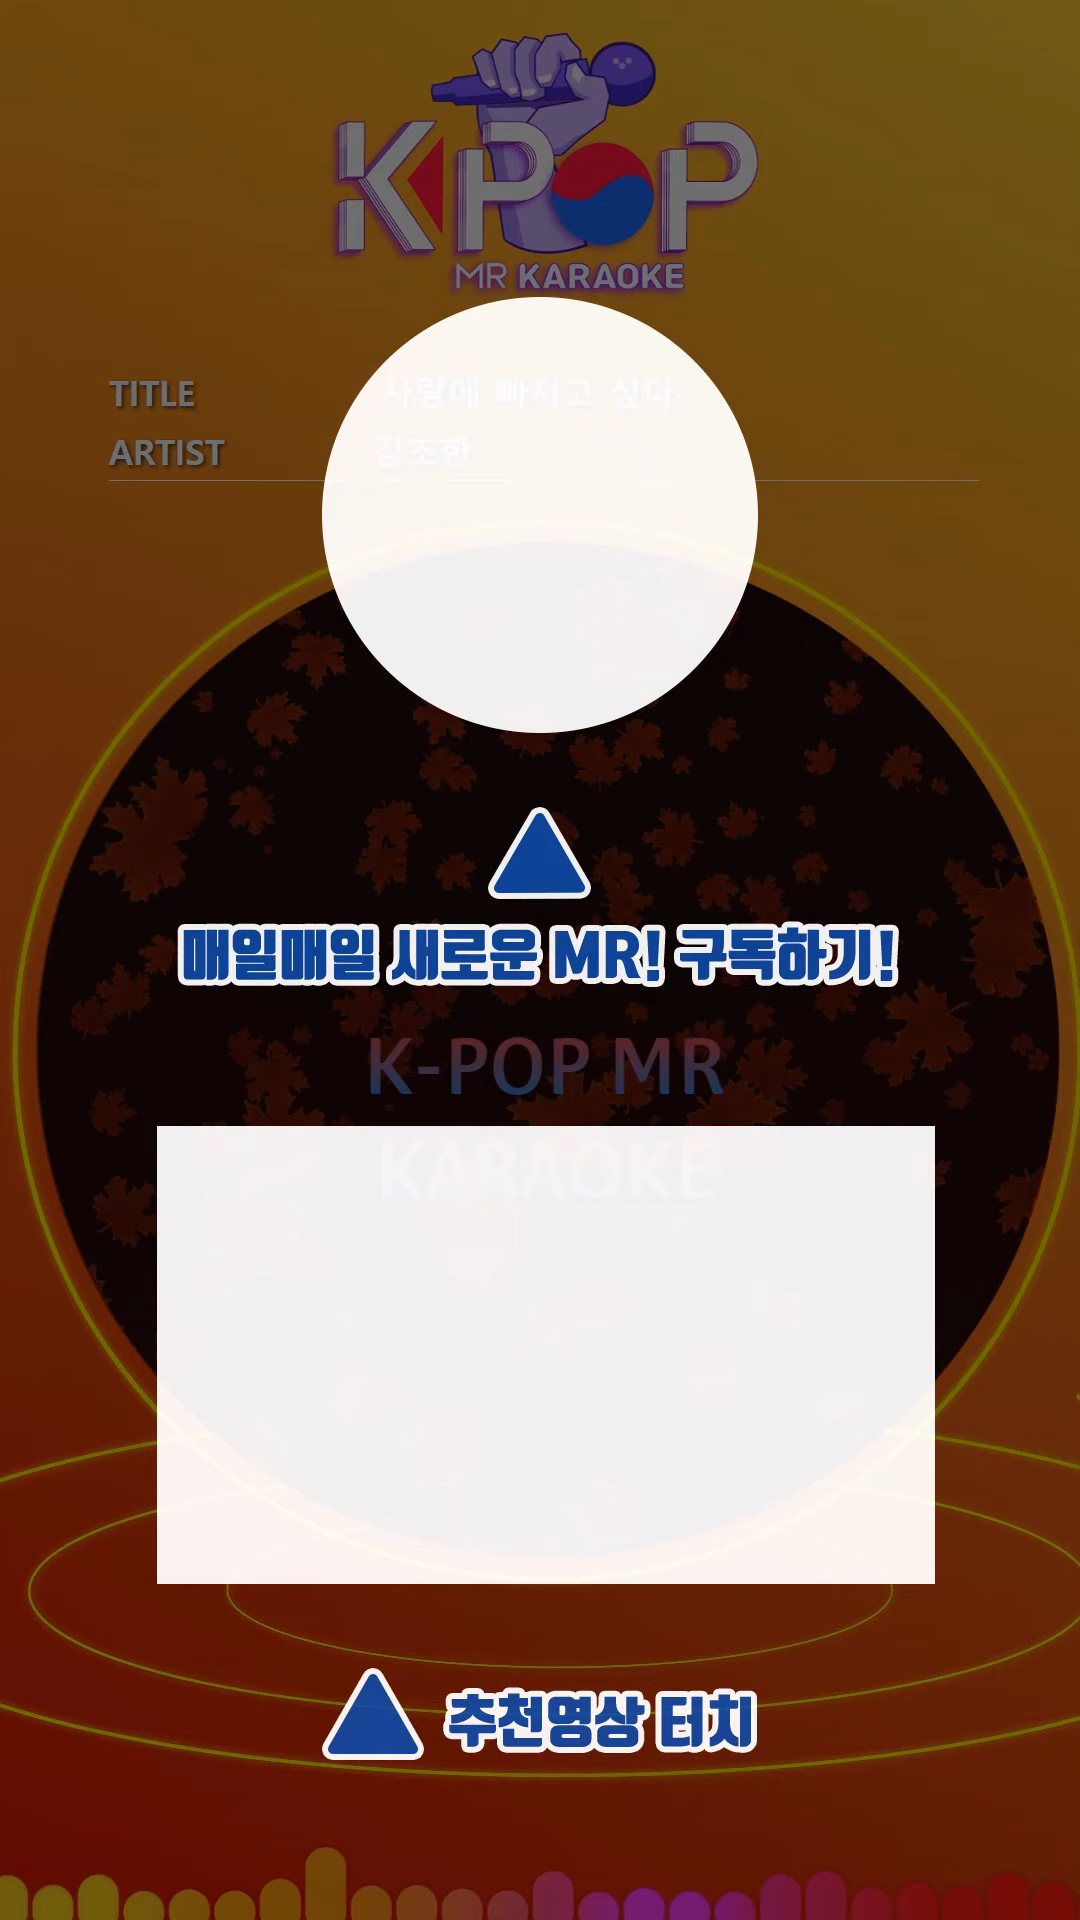 KPOP
MR KARAOKE
TITLE 사랑에 빠지고 싶다
ARTIST 김조한
매일매일 새로운 MR! 구독하기!
K-POP MR
KARAOKE
추천영상 터치